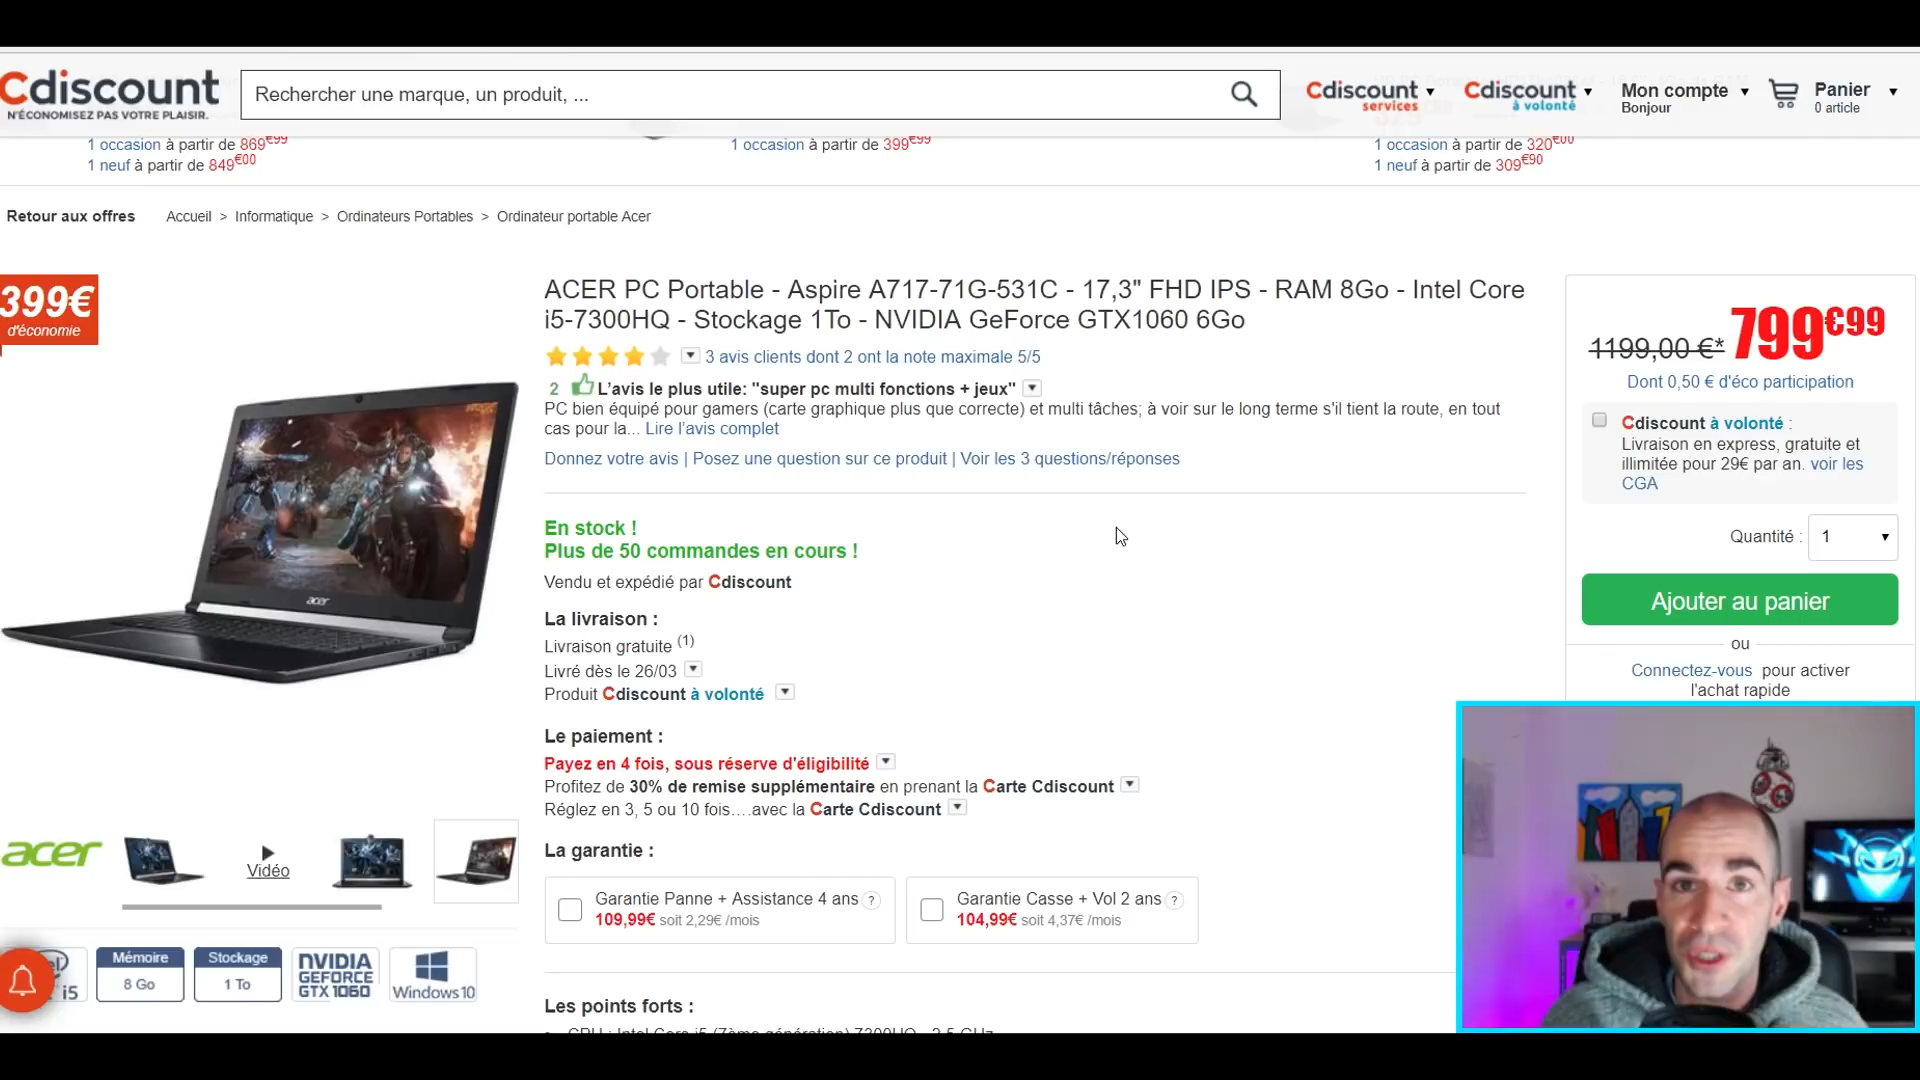 Cdiscount
N'ÉCONOMISEZ PAS VOTRE PLAISIR.
Rechercher une marque, un produit, ...
Cdiscount services
Cdiscount à volonté
Mon compte
Bonjour
Panier
0 article
1 occasion à partir de 869€99
1 neuf à partir de 849€00
1 occasion à partir de 399€99
1 occasion à partir de 320€00
1 neuf à partir de 309€90
Retour aux offres
Accueil > Informatique > Ordinateurs Portables > Ordinateur portable Acer
399€
d'économie
ACER PC Portable - Aspire A717-71G-531C - 17,3" FHD IPS - RAM 8Go - Intel Core
i5-7300HQ - Stockage 1To - NVIDIA GeForce GTX1060 6Go
3 avis clients dont 2 ont la note maximale 5/5
2 L'avis le plus utile: "super pc multi fonctions + jeux"
PC bien équipé pour gamers (carte graphique plus que correcte) et multi tâches; à voir sur le long terme s'il tient la route, en tout
cas pour la... Lire l'avis complet
Donnez votre avis | Posez une question sur ce produit | Voir les 3 questions/réponses
En stock !
Plus de 50 commandes en cours !
Vendu et expédié par Cdiscount
La livraison :
Livraison gratuite (1)
Livré dès le 26/03
Produit Cdiscount à volonté
Le paiement :
Payez en 4 fois, sous réserve d'éligibilité
Profitez de 30% de remise supplémentaire en prenant la Carte Cdiscount
Réglez en 3, 5 ou 10 fois….avec la Carte Cdiscount
La garantie :
Garantie Panne + Assistance 4 ans ?
109,99€ soit 2,29€ /mois
Garantie Casse + Vol 2 ans ?
104,99€ soit 4,37€ /mois
Les points forts :
CPU : Intel Core i5 (7ème génération) 7300HQ - 2.5 GHz
1199,00 €* 799€99
Dont 0,50 € d'éco participation
Cdiscount à volonté :
Livraison en express, gratuite et
illimitée pour 29€ par an. voir les
CGA
Quantité : 1
Ajouter au panier
ou
Connectez-vous pour activer
l'achat rapide
acer
acer
Vidéo
i5
Mémoire
8 Go
Stockage
1 To
NVIDIA
GEFORCE
GTX 1060
Windows10